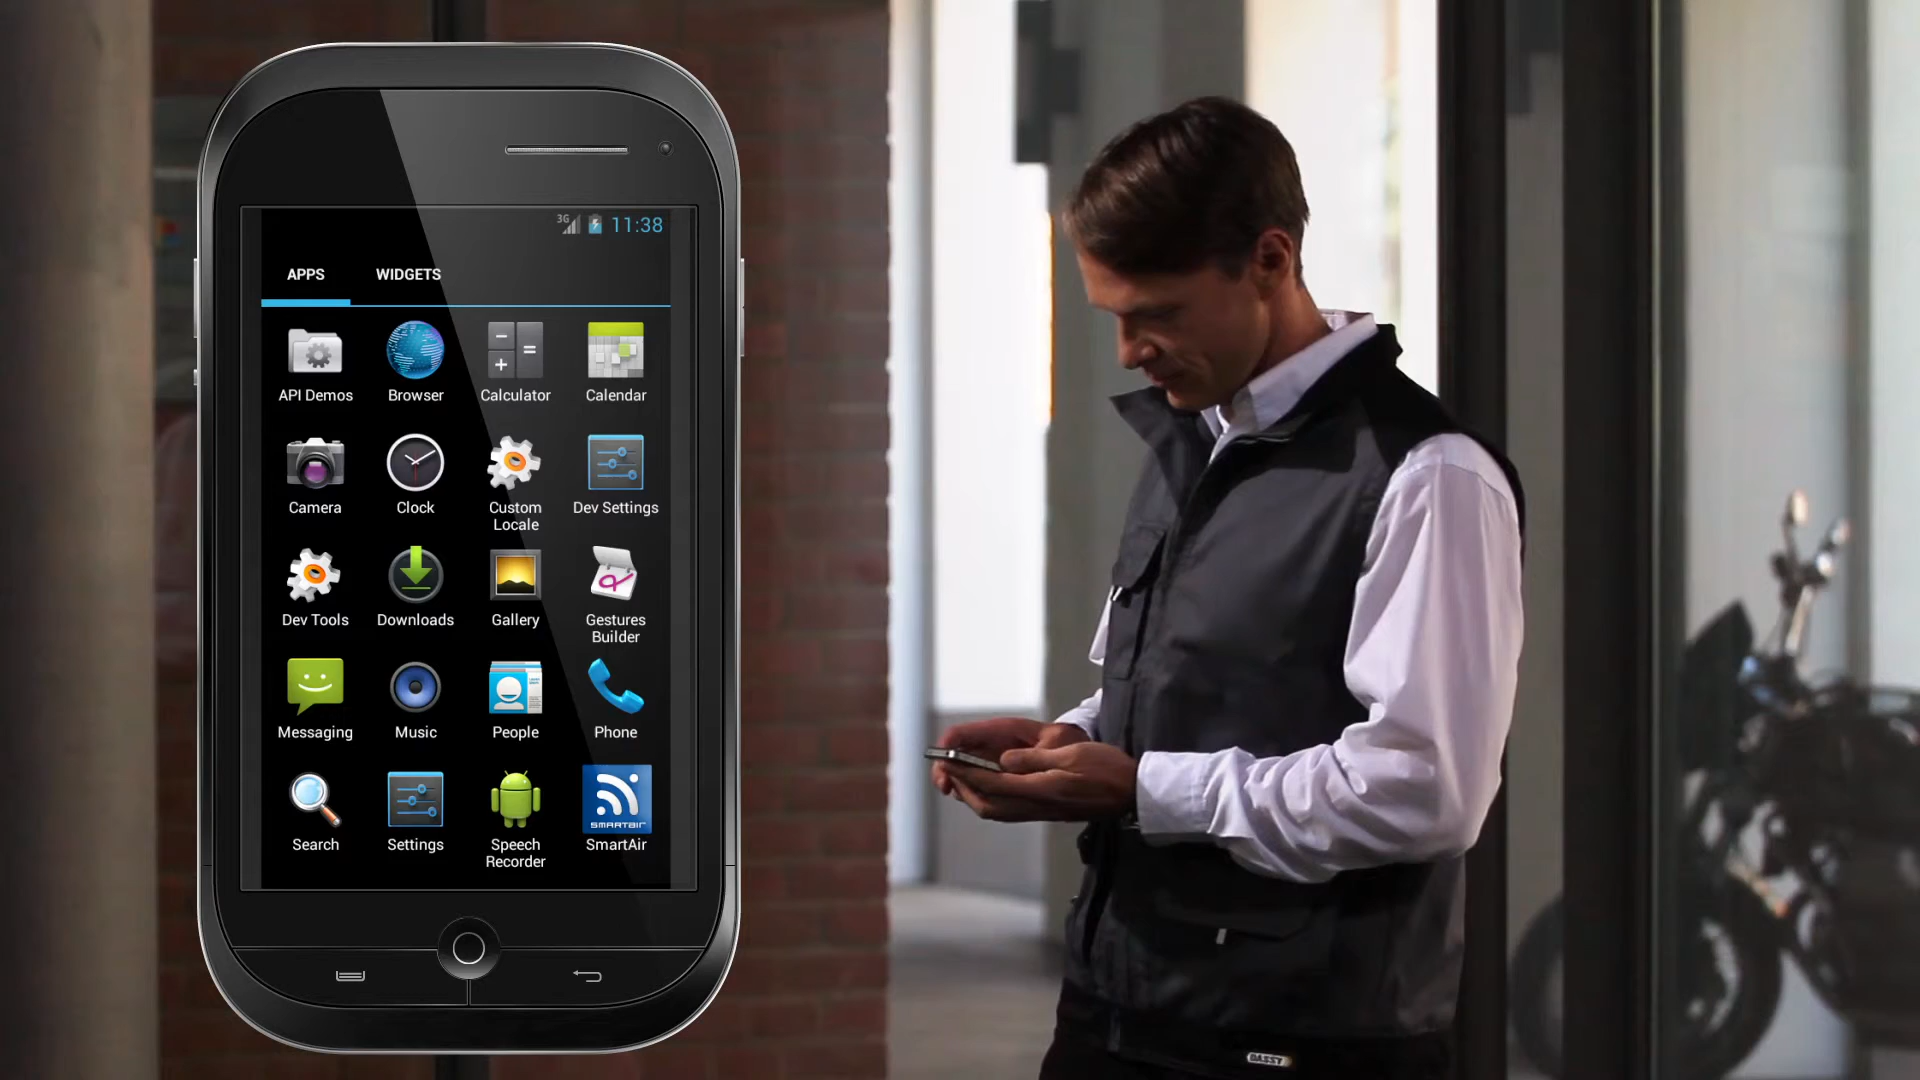 3G 11:38
APPS WIDGETS
API Demos Browser Calculator Calendar
Camera Clock Custom Locale Dev Settings
Dev Tools Downloads Gallery Gestures Builder
Messaging Music People Phone
SMARTAIR
Search Settings Speech Recorder SmartAir
DASSY